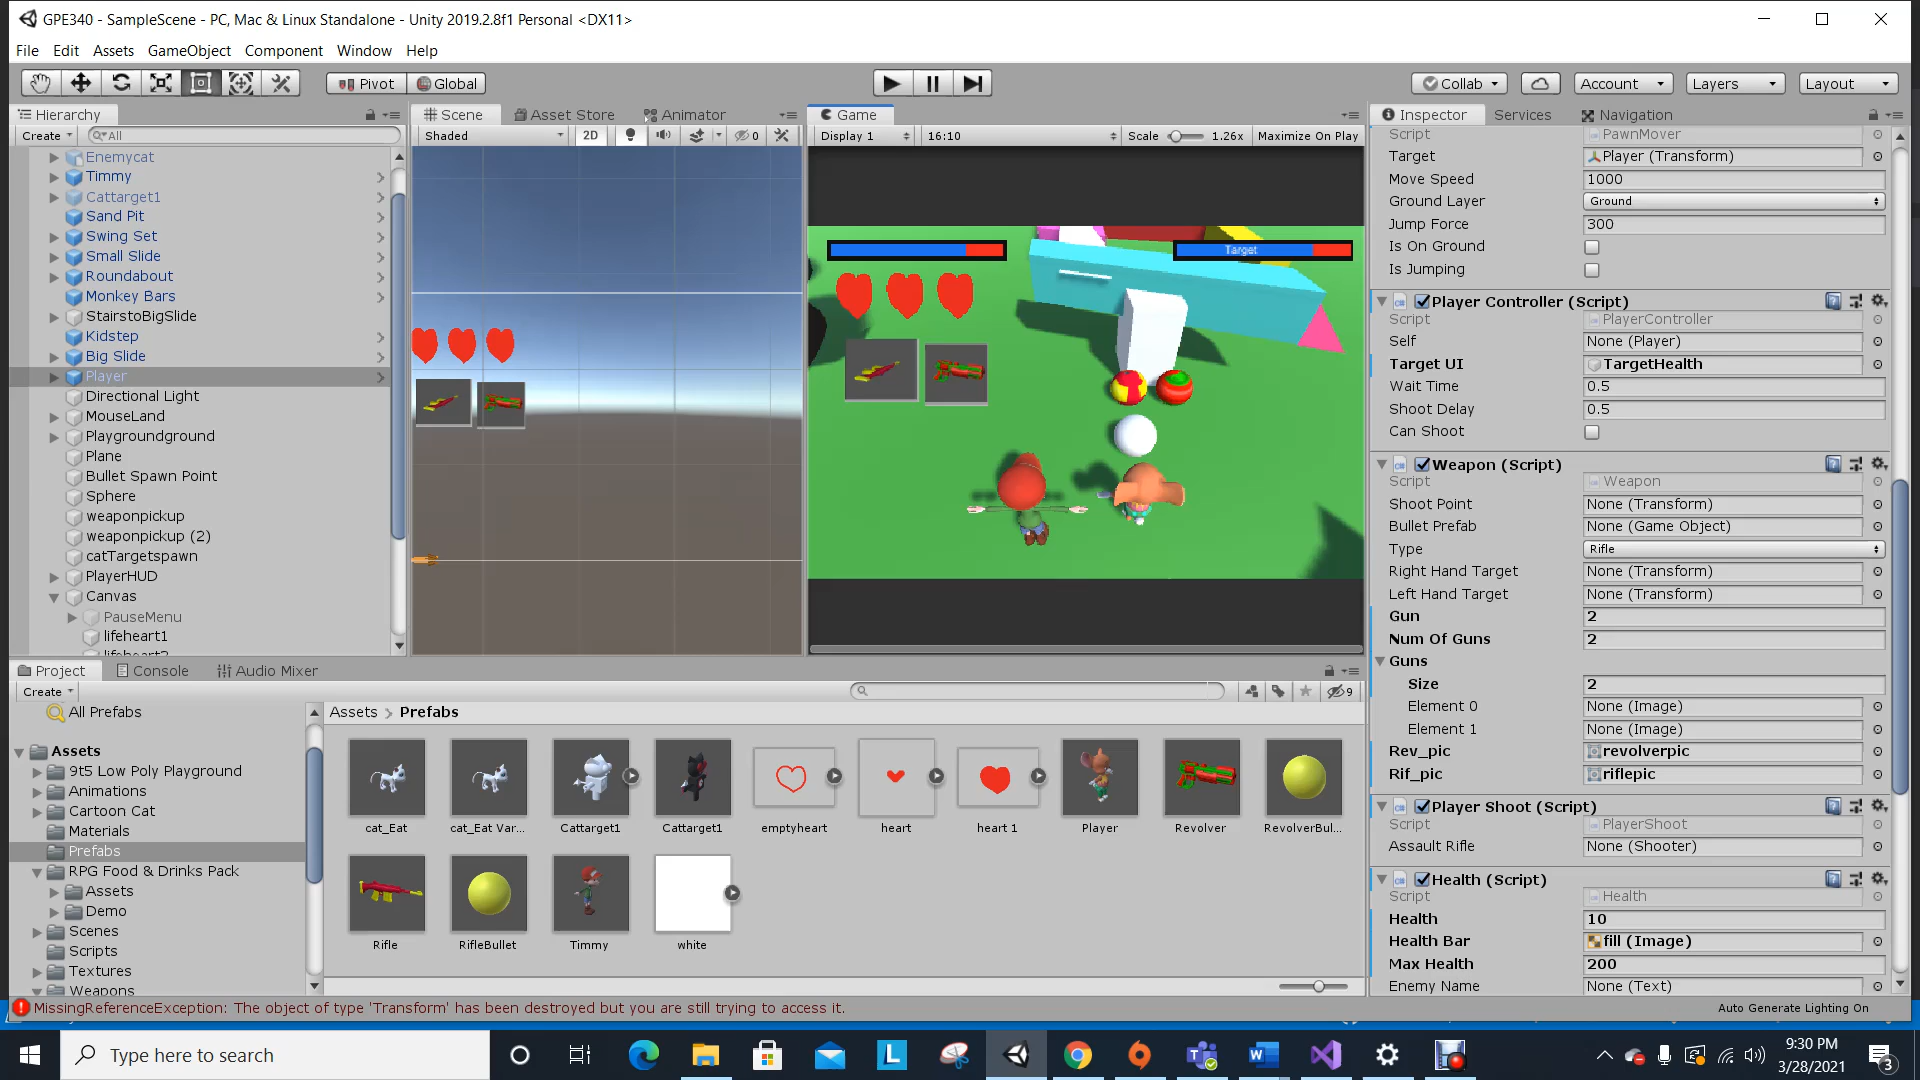 GPE340 - SampleScene - PC, Mac & Linux Standalone - Unity 2019.2.8f1 Personal <DX11>
File Edit Assets GameObject Component Window Help
Pivot Global Collab Account Layers Layout
Hierarchy
Create All
Enemycat
Timmy
Cattarget1
Sand Pit
Swing Set
Small Slide
Roundabout
Monkey Bars
StairstoBigSlide
Kidstep
Big Slide
Player
Directional Light
MouseLand
Playgroundground
Plane
Bullet Spawn Point
Sphere
weaponpickup
weaponpickup (2)
catTargetspawn
PlayerHUD
Canvas
PauseMenu
lifeheart1
Scene Asset Store Animator
Shaded 2D 0
Game
Display 1 16:10 Scale 1.26x Maximize On Play
Target
Inspector Services Navigation
Script PawnMover
Target Player (Transform)
Move Speed 1000
Ground Layer Ground
Jump Force 300
Is On Ground
Is Jumping
Player Controller (Script)
Script PlayerController
Self None (Player)
Target UI TargetHealth
Wait Time 0.5
Shoot Delay 0.5
Can Shoot
Weapon (Script)
Script Weapon
Shoot Point None (Transform)
Bullet Prefab None (Game Object)
Type Rifle
Right Hand Target None (Transform)
Left Hand Target None (Transform)
Gun 2
Num Of Guns 2
Guns
Size 2
Element 0 None (Image)
Element 1 None (Image)
Rev_pic revolverpic
Rif_pic riflepic
Player Shoot (Script)
Script PlayerShoot
Assault Rifle None (Shooter)
Health (Script)
Script Health
Health 10
Health Bar fill (Image)
Max Health 200
Enemy Name None (Text)
Project Console Audio Mixer
Create 9
All Prefabs
Assets
9t5 Low Poly Playground
Animations
Cartoon Cat
Materials
Prefabs
RPG Food & Drinks Pack
Assets
Demo
Scenes
Scripts
Textures
Weapons
Assets > Prefabs
cat_Eat cat_Eat Var... Cattarget1 Cattarget1 emptyheart heart heart 1 Player Revolver RevolverBul...
Rifle RifleBullet Timmy white
MissingReferenceException: The object of type 'Transform' has been destroyed but you are still trying to access it.
Auto Generate Lighting On
Type here to search
9:30 PM
3/28/2021
3